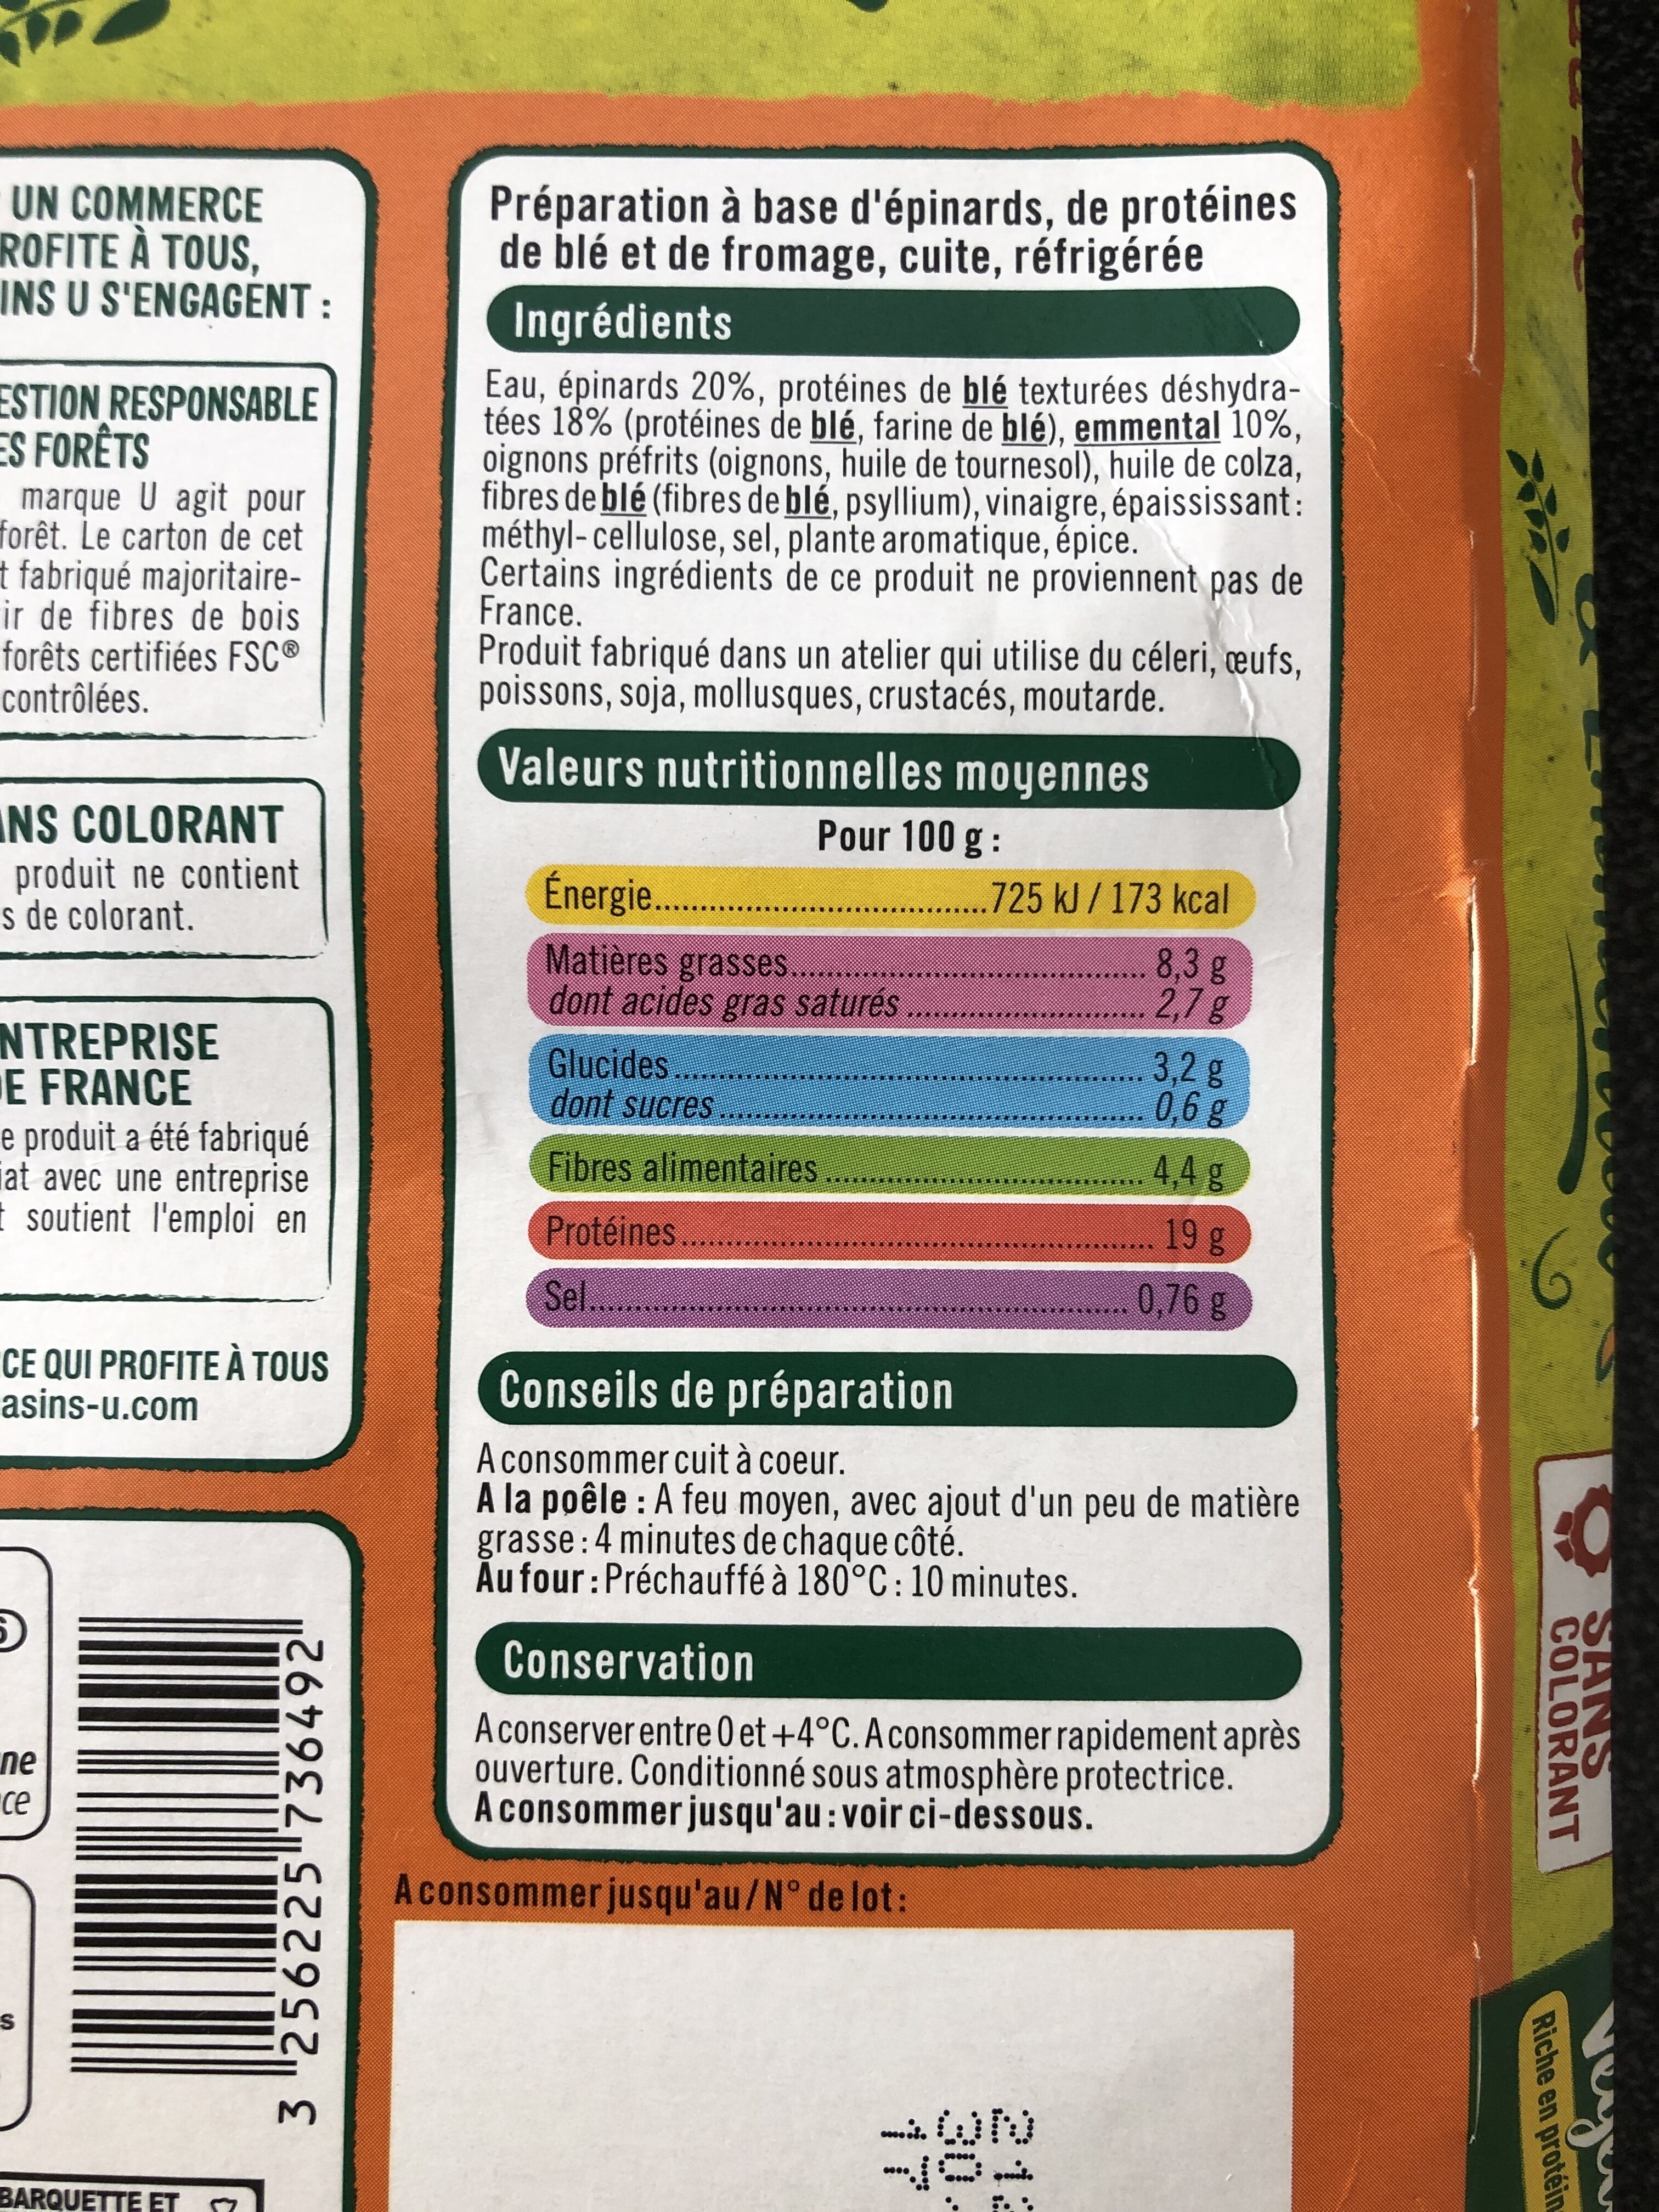 UN COMMERCE
ROFITE À TOUS,
INS U S'ENGAGENT :
ESTION RESPONSABLE
ES FORÊTS
marque U agit pour
forêt. Le carton de cet
t fabriqué majoritaire-
ir de fibres de bois
forêts certifiées FSC®
contrôlées.
ANS COLORANT
produit ne contient
s de colorant.
NTREPRISE
DE FRANCE
e produit a été fabriqué
iat avec une entreprise
t soutient l'emploi en
CE QUI PROFITE À TOUS
asins-u.com
ne
ce
s
3 256225 736492
BARQUETTE ET
Préparation à base d'épinards, de protéines
de blé et de fromage, cuite, réfrigérée
Ingrédients
Eau, épinards 20%, protéines de blé texturées déshydra-
tées 18% (protéines de blé, farine de blé), emmental 10%,
oignons préfrits (oignons, huile de tournesol), huile de colza,
fibres de blé (fibres de blé, psyllium), vinaigre, épaississant :
méthyl-cellulose, sel, plante aromatique, épice.
Certains ingrédients de ce produit ne proviennent pas de
France.
Produit fabriqué dans un atelier qui utilise du céleri, œufs,
poissons, soja, mollusques, crustacés, moutarde.
Valeurs nutritionnelles moyennes
Pour 100 g :
Énergie..................................725 kJ / 173 kcal
Matières grasses.................................... 8,3 g
dont acides gras saturés ........................ 2,7 g
Glucides................................................ 3,2 g
dont sucres........................................... 0,6 g
Fibres alimentaires ................................ 4,4 g
Protéines................................................ 19 g
Sel....................................................... 0,76 g
Conseils de préparation
A consommer cuit à coeur.
A la poêle : A feu moyen, avec ajout d'un peu de matière
grasse : 4 minutes de chaque côté.
Au four : Préchauffé à 180°C : 10 minutes.
Conservation
A conserver entre 0 et +4°C. A consommer rapidement après
ouverture. Conditionné sous atmosphère protectrice.
A consommer jusqu'au : voir ci-dessous.
A consommer jusqu'au / N° de lot :
SANS
COLORANT
Riche en protéin